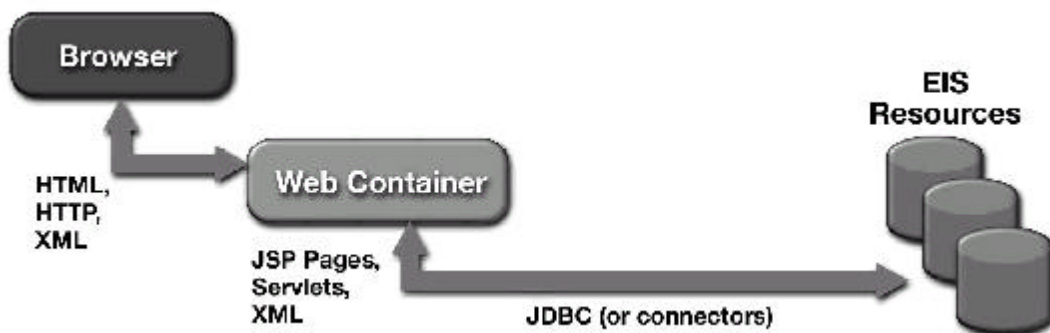 Browser
HTML,
HTTP,
XML
Web Container
JSP Pages,
Servlets,
XML
JDBC (or connectors)
EIS
Resources